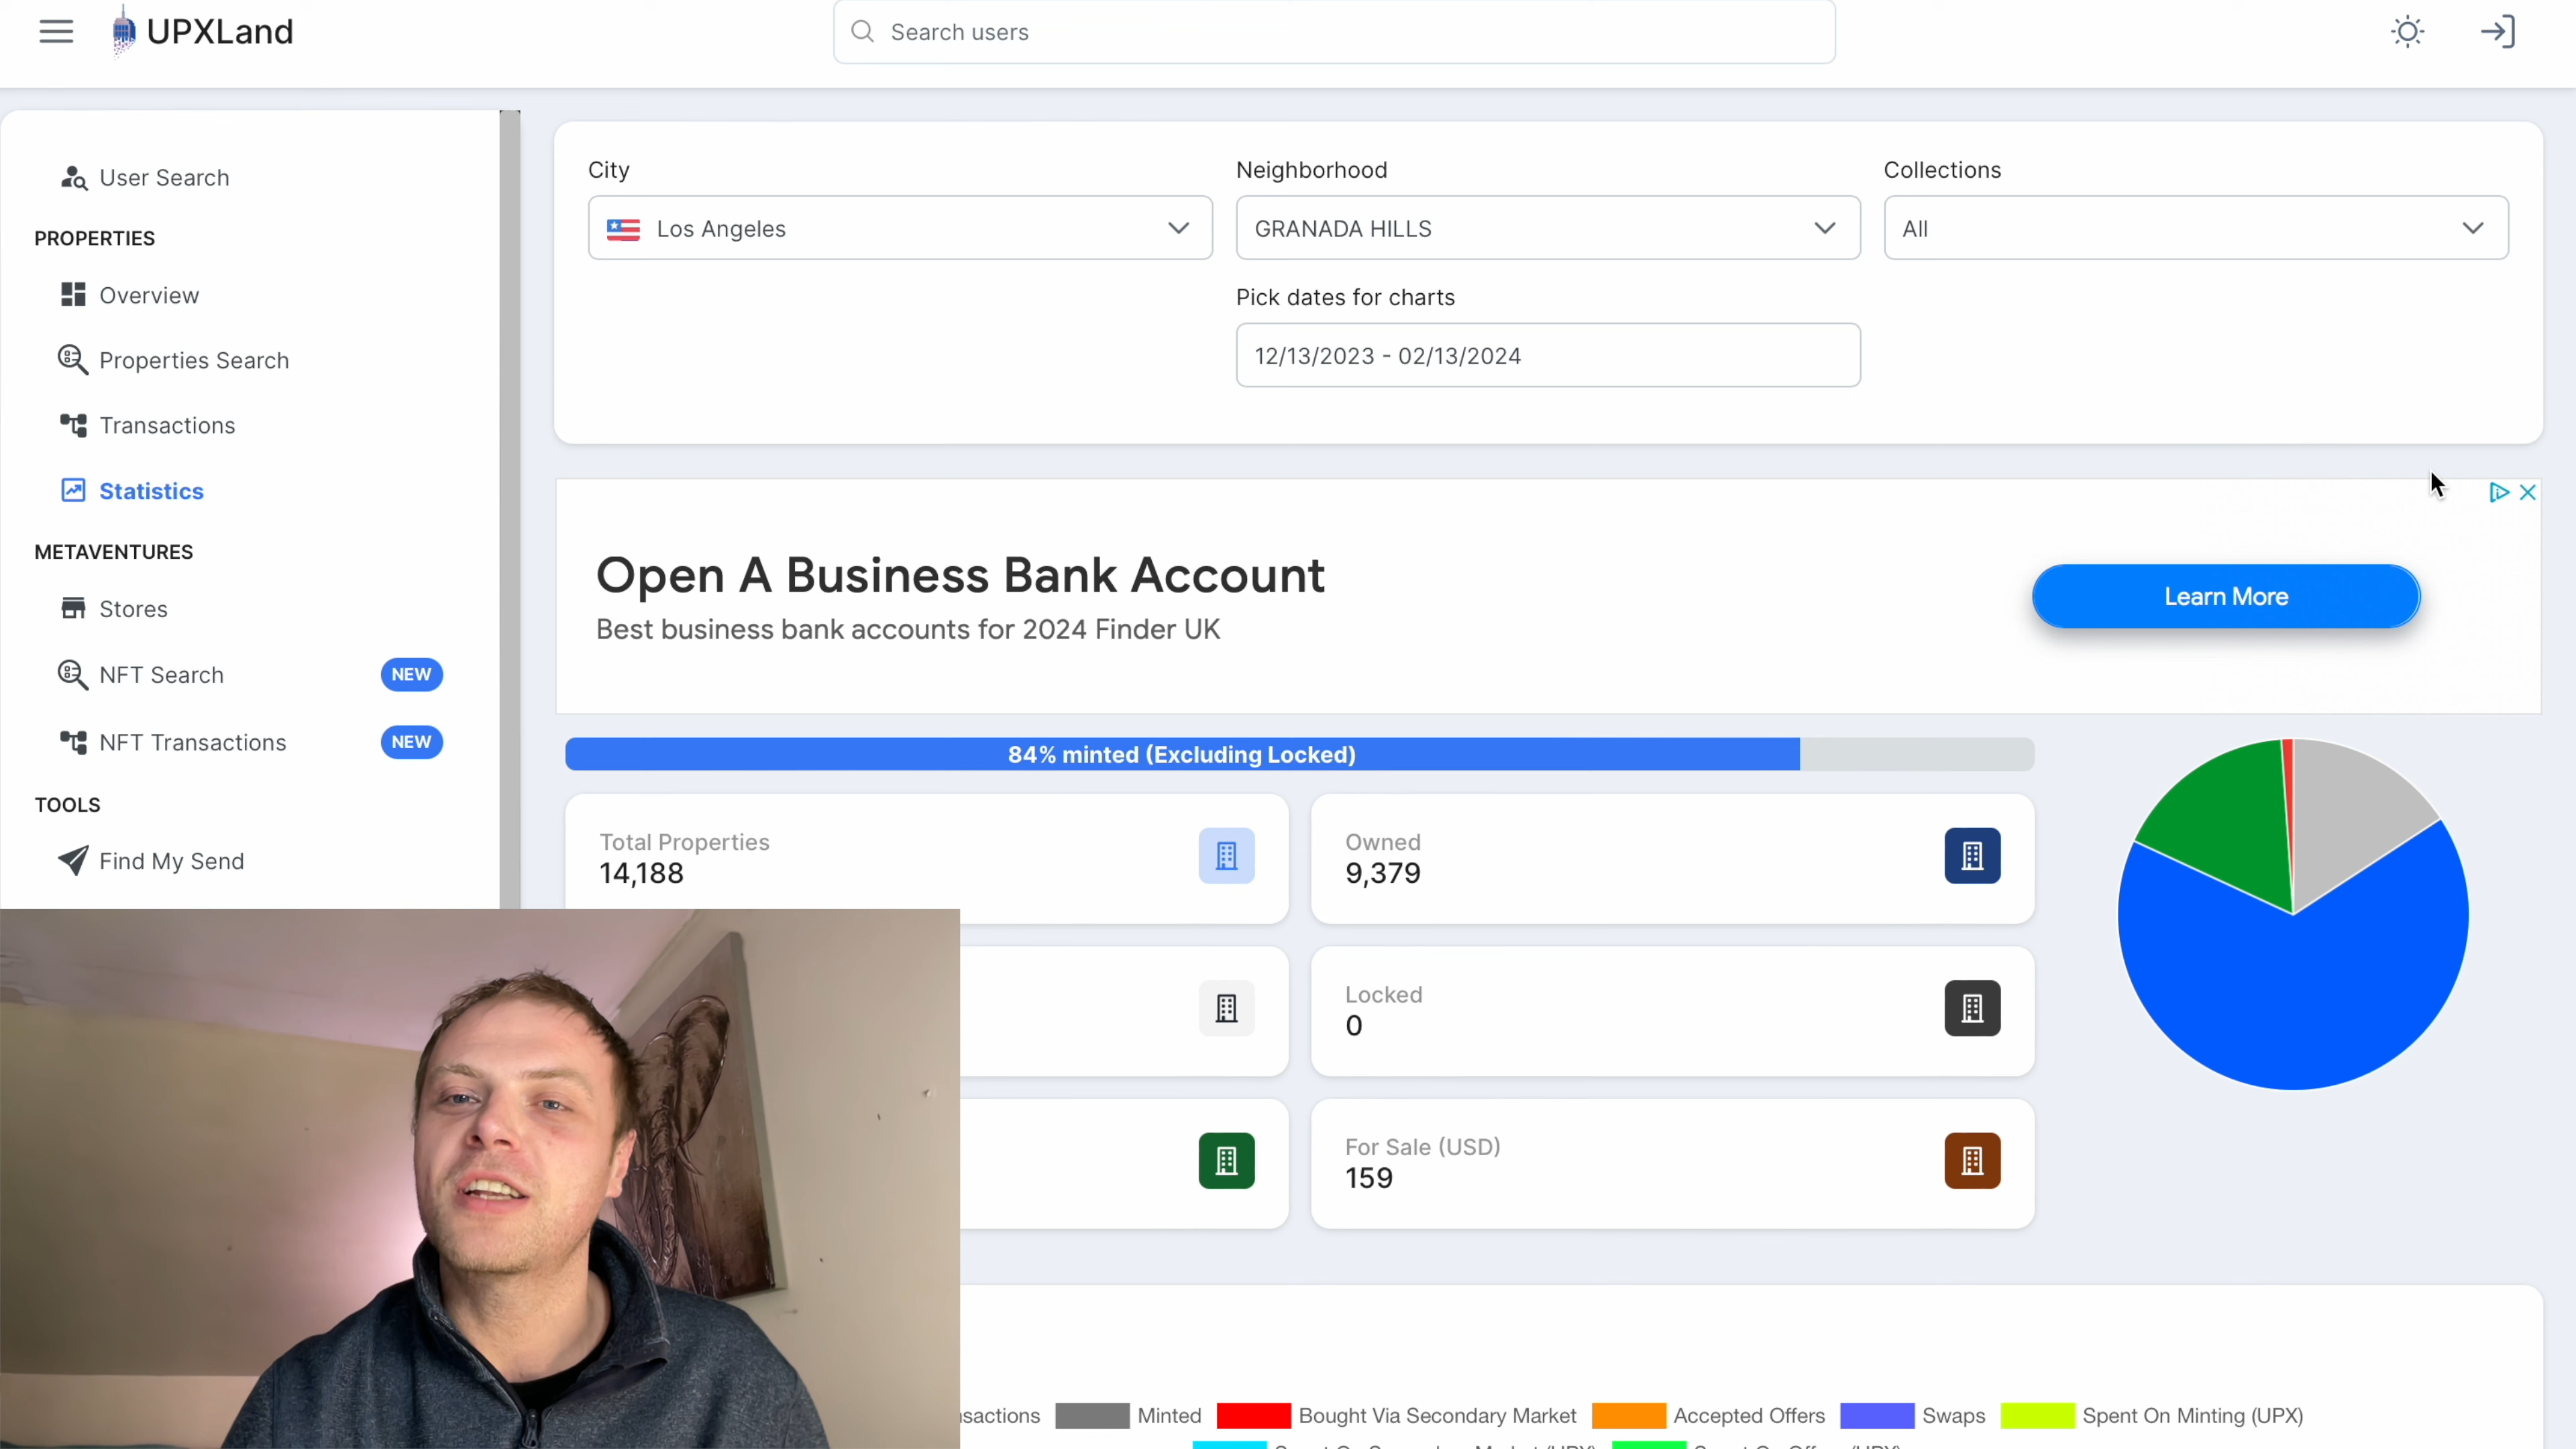 UPXLand
Search users
User Search
PROPERTIES
Overview
Properties Search
Transactions
Statistics
METAVENTURES
Stores
NFT Search NEW
NFT Transactions NEW
TOOLS
Find My Send
City
Los Angeles
Neighborhood
GRANADA HILLS
Collections
All
Pick dates for charts
12/13/2023 - 02/13/2024
Open A Business Bank Account
Best business bank accounts for 2024 Finder UK
Learn More
84% minted (Excluding Locked)
Total Properties
14,188
Owned
9,379
Locked
0
For Sale (USD)
159
nsactions Minted Bought Via Secondary Market Accepted Offers Swaps Spent On Minting (UPX)